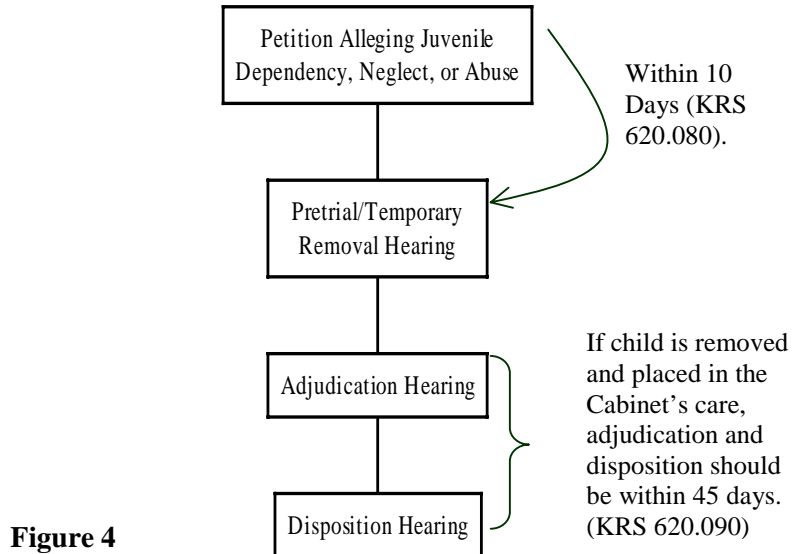 Petition Alleging Juvenile
Dependency, Neglect, or Abuse
Within 10
Days (KRS
620.080).
Pretrial/Temporary
Removal Hearing
Adjudication Hearing
If child is removed
and placed in the
Cabinet’s care,
adjudication and
disposition should
be within 45 days.
(KRS 620.090)
Disposition Hearing
Figure 4